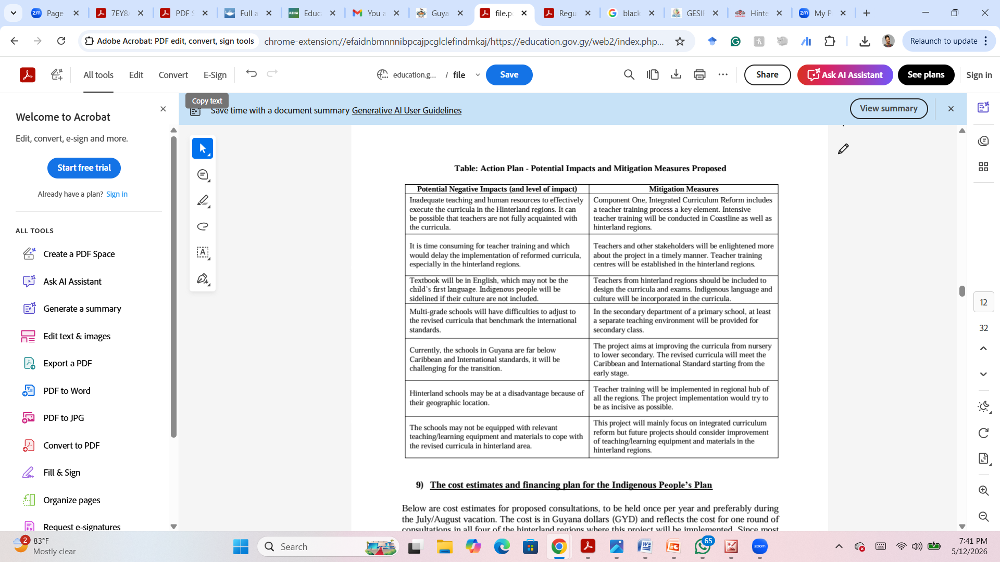 Page
7EY8
PDF S
Full a
Educ
You a
Guya
file.p
Regu
black
GESI
Hinte
My P
Adobe Acrobat: PDF edit, convert, sign tools
chrome-extension://efaidnbmnnnibpcajpcglclefindmkaj/https://education.gov.gy/web2/index.php...
Relaunch to update
All tools
Edit
Convert
E-Sign
education.g...
/ file
Save
Share
Ask AI Assistant
See plans
Sign in
Copy text
Save time with a document summary Generative AI User Guidelines
View summary
Welcome to Acrobat
Edit, convert, e-sign and more.
Start free trial
Already have a plan? Sign in
ALL TOOLS
Create a PDF Space
Ask AI Assistant
Generate a summary
Edit text & images
Export a PDF
PDF to Word
PDF to JPG
Convert to PDF
Fill & Sign
Organize pages
Request e-signatures
Table: Action Plan - Potential Impacts and Mitigation Measures Proposed
Potential Negative Impacts (and level of impact)
Mitigation Measures
Inadequate teaching and human resources to effectively
execute the curricula in the Hinterland regions. It can
be possible that teachers are not fully acquainted with
the curricula.
Component One, Integrated Curriculum Reform includes
a teacher training process a key element. Intensive
teacher training will be conducted in Coastline as well as
hinterland regions.
It is time consuming for teacher training and which
would delay the implementation of reformed curricula,
especially in the hinterland regions.
Teachers and other stakeholders will be enlightened more
about the project in a timely manner. Teacher training
centres will be established in the hinterland regions.
Textbook will be in English, which may not be the
child's first language. Indigenous people will be
sidelined if their culture are not included.
Teachers from hinterland regions should be included to
design the curricula and exams. Indigenous language and
culture will be incorporated in the curricula.
Multi-grade schools will have difficulties to adjust to
the revised curricula that benchmark the international
standards.
In the secondary department of a primary school, at least
a separate teaching environment will be provided for
secondary class.
Currently, the schools in Guyana are far below
Caribbean and International standards, it will be
challenging for the transition.
The project aims at improving the curricula from nursery
to lower secondary. The revised curricula will meet the
Caribbean and International Standard starting from the
early stage.
Hinterland schools may be at a disadvantage because of
their geographic location.
Teacher training will be implemented in regional hub of
all the regions. The project implementation would try to
be as incisive as possible.
The schools may not be equipped with relevant
teaching/learning equipment and materials to cope with
the revised curricula in hinterland area.
This project will mainly focus on integrated curriculum
reform but future projects should consider improvement
of teaching/learning equipment and materials in the
hinterland regions.
9) The cost estimates and financing plan for the Indigenous People's Plan
Below are cost estimates for proposed consultations, to be held once per year and preferably during
the July/August vacation. The cost is in Guyana dollars (GYD) and reflects the cost for one round of
consultations in all four of the hinterland regions where this project will be implemented. Since most
12
32
2
83°F
Mostly clear
Search
65
zoom
7:41 PM
5/12/2026